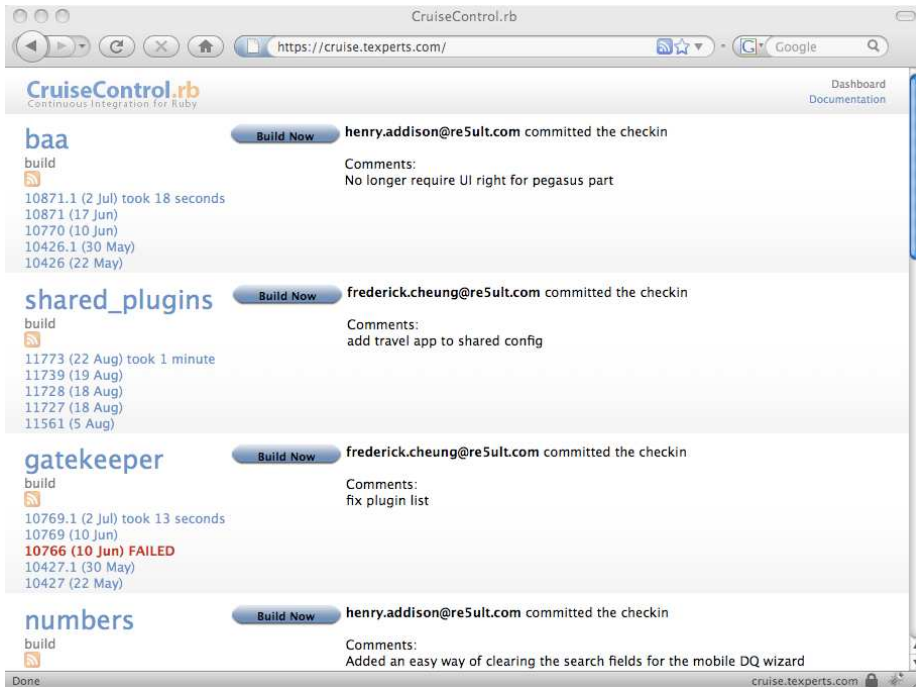 CruiseControl.rb
https://cruise.texperts.com/
G
Google
CruiseControl.rb
Continuous Integration for Ruby
Dashboard
Documentation
baa
build
10871.1 (2 Jul) took 18 seconds
10871 (17 Jun)
10770 (10 Jun)
10426.1 (30 May)
10426 (22 May)
Build Now
henry.addison@re5ult.com committed the checkin
Comments:
No longer require UI right for pegasus part
shared_plugins
build
11773 (22 Aug) took 1 minute
11739 (19 Aug)
11728 (18 Aug)
11727 (18 Aug)
11561 (5 Aug)
Build Now
frederick.cheung@re5ult.com committed the checkin
Comments:
add travel app to shared config
gatekeeper
build
10769.1 (2 Jul) took 13 seconds
10769 (10 Jun)
10766 (10 Jun) FAILED
10427.1 (30 May)
10427 (22 May)
Build Now
frederick.cheung@re5ult.com committed the checkin
Comments:
fix plugin list
numbers
build
Build Now
henry.addison@re5ult.com committed the checkin
Comments:
Added an easy way of clearing the search fields for the mobile DQ wizard
Done
cruise.texperts.com